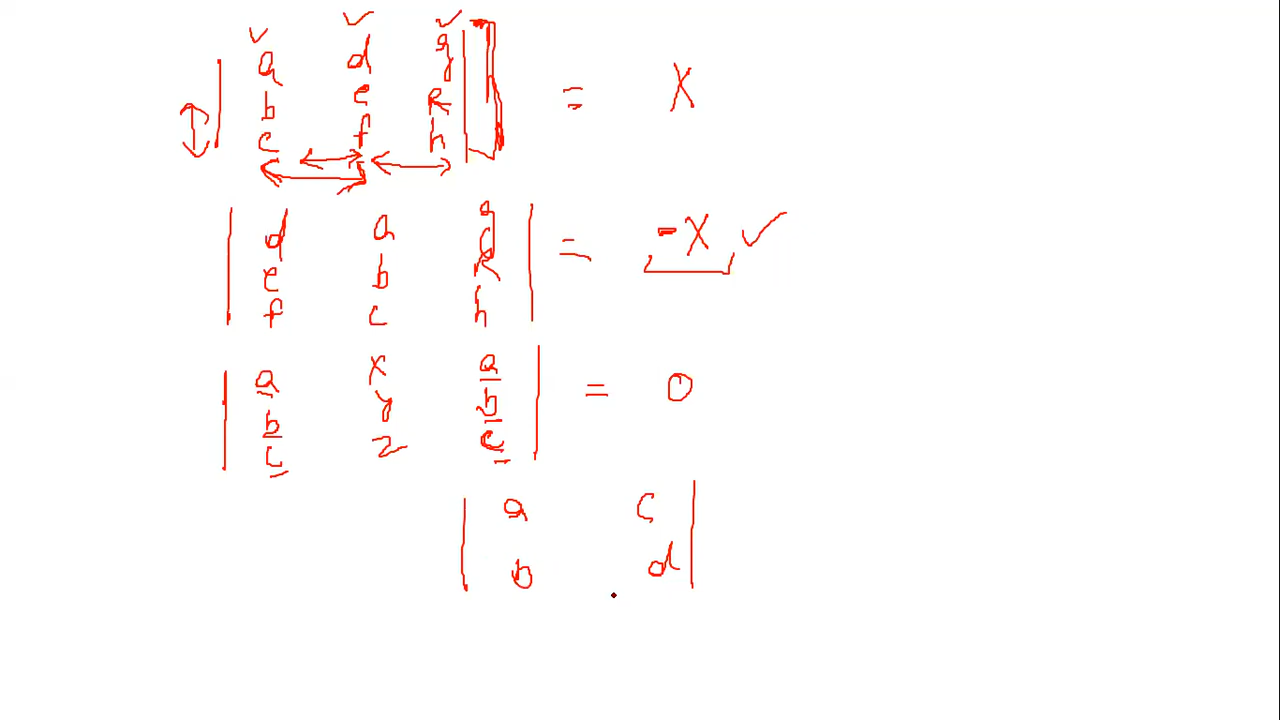 a d g
b e k = X
c f h
d a g
e b k = -X ✓
f c h
a x a
b y b = 0
c z c
a c
b d